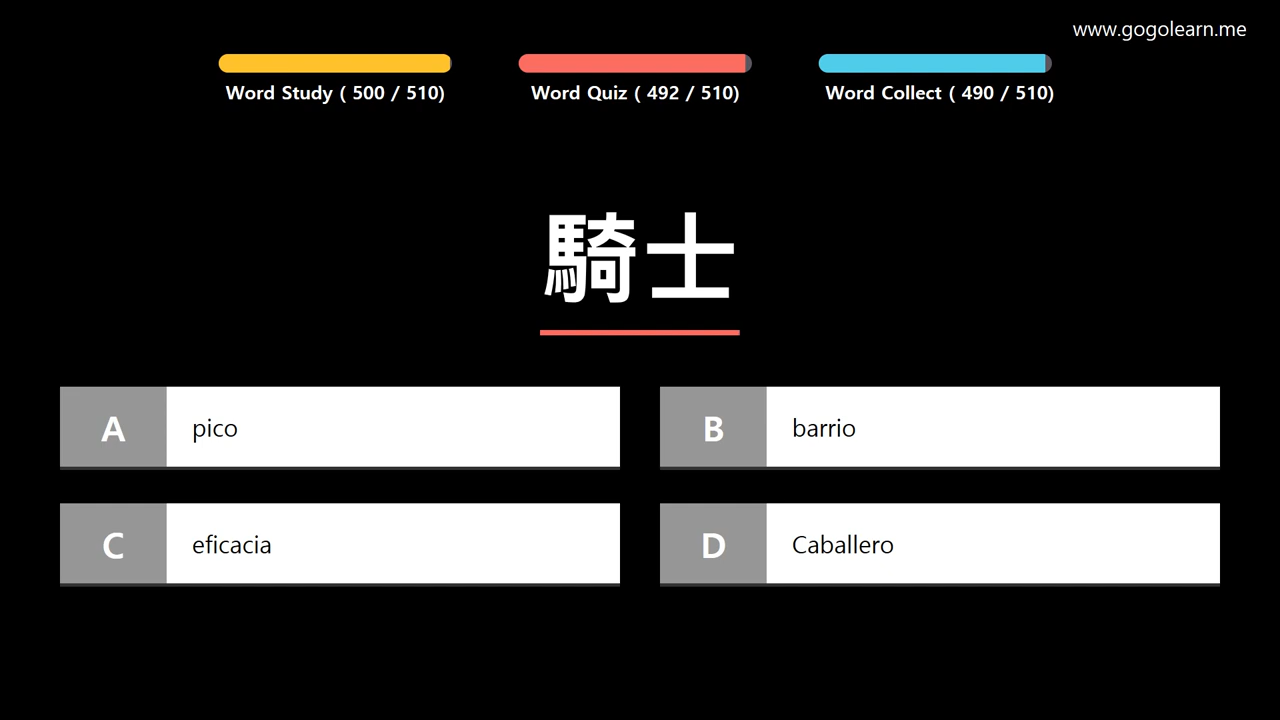 www.gogolearn.me
Word Study ( 500 / 510)
Word Quiz ( 492 / 510)
Word Collect ( 490 / 510)
騎士
A pico
B barrio
C eficacia
D Caballero